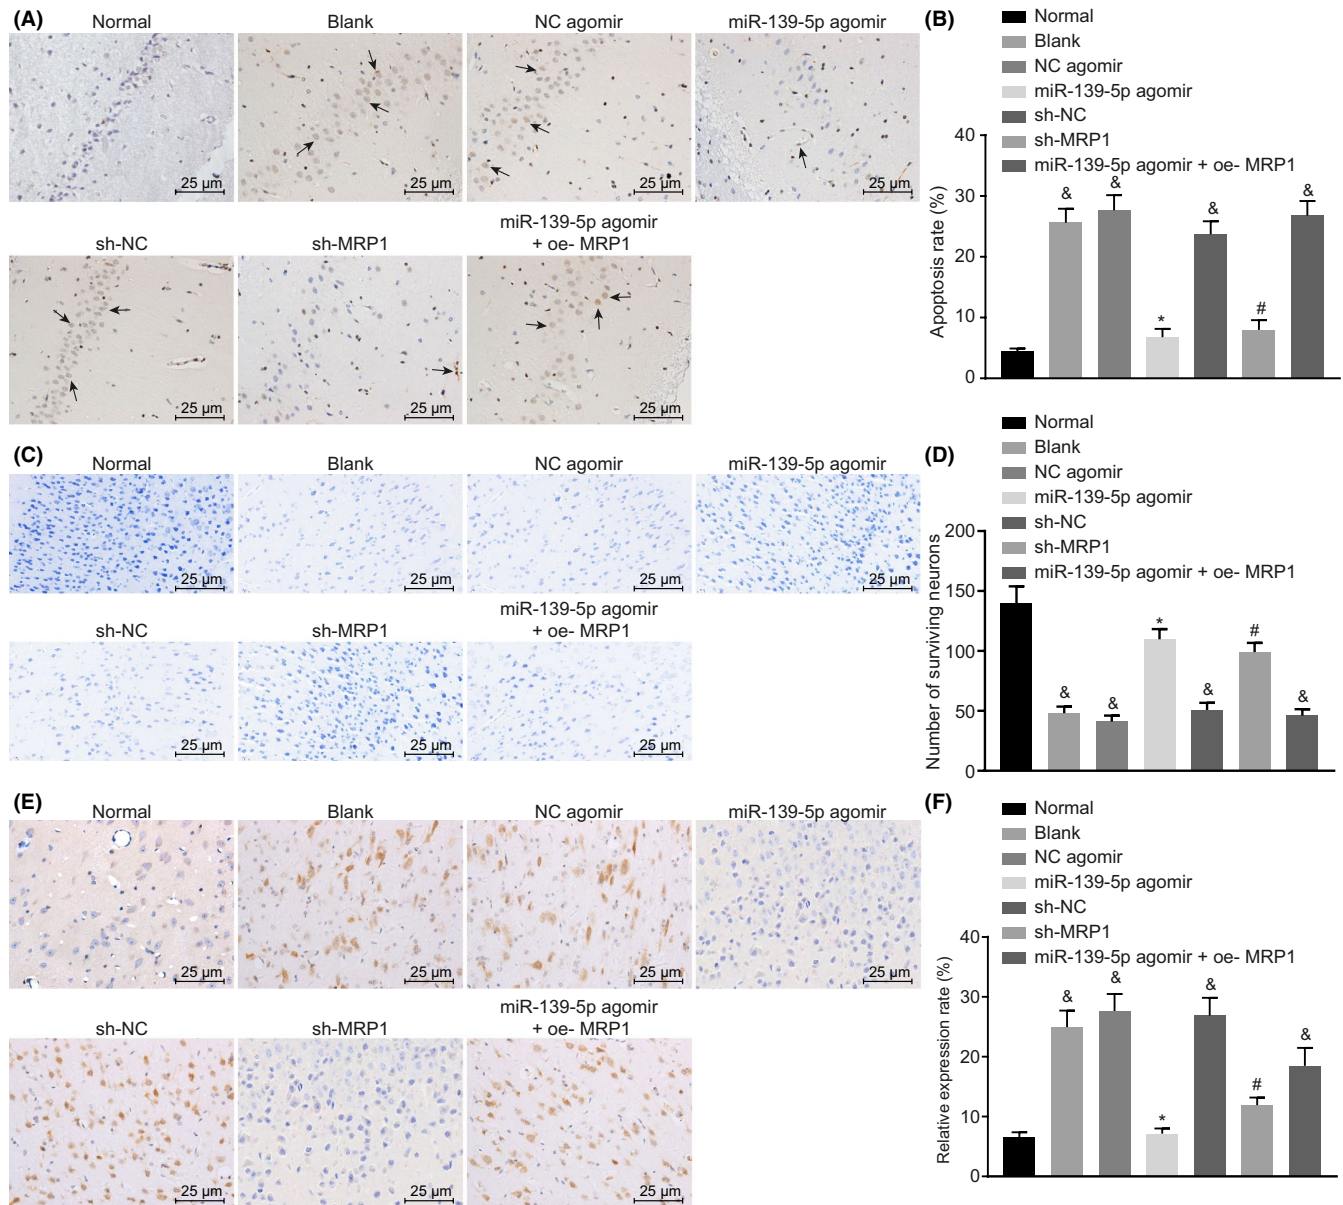 (A)
Normal
Blank
NC agomir
miR-139-5p agomir
25 µm
25 µm
25 µm
25 µm
sh-NC
sh-MRP1
miR-139-5p agomir
+ oe- MRP1
25 µm
25 µm
25 µm
(B)
Normal
Blank
NC agomir
miR-139-5p agomir
sh-NC
sh-MRP1
miR-139-5p agomir + oe- MRP1
Apoptosis rate (%)
40
30
20
10
0
&
&
*
&
#
&
(C)
Normal
Blank
NC agomir
miR-139-5p agomir
25 µm
25 µm
25 µm
25 µm
sh-NC
sh-MRP1
miR-139-5p agomir
+ oe- MRP1
25 µm
25 µm
25 µm
(D)
Normal
Blank
NC agomir
miR-139-5p agomir
sh-NC
sh-MRP1
miR-139-5p agomir + oe- MRP1
Number of surviving neurons
200
150
100
50
0
&
&
*
&
#
&
(E)
Normal
Blank
NC agomir
miR-139-5p agomir
25 µm
25 µm
25 µm
25 µm
sh-NC
sh-MRP1
miR-139-5p agomir
+ oe- MRP1
25 µm
25 µm
25 µm
(F)
Normal
Blank
NC agomir
miR-139-5p agomir
sh-NC
sh-MRP1
miR-139-5p agomir + oe- MRP1
Relative expression rate (%)
40
30
20
10
0
&
&
*
&
#
&